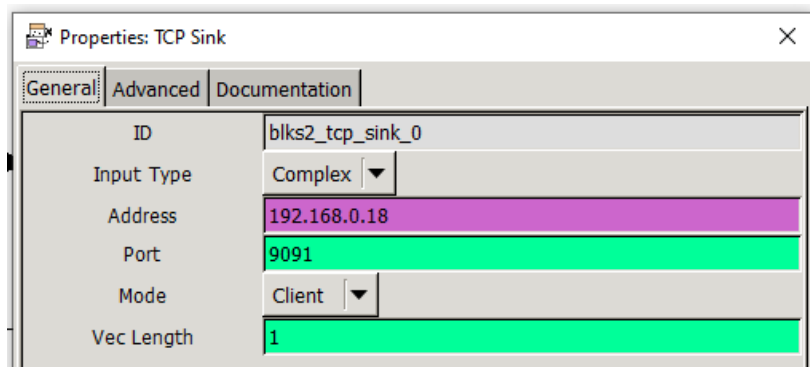 Properties: TCP Sink
General Advanced Documentation
ID blks2_tcp_sink_0
Input Type Complex
Address 192.168.0.18
Port 9091
Mode Client
Vec Length 1